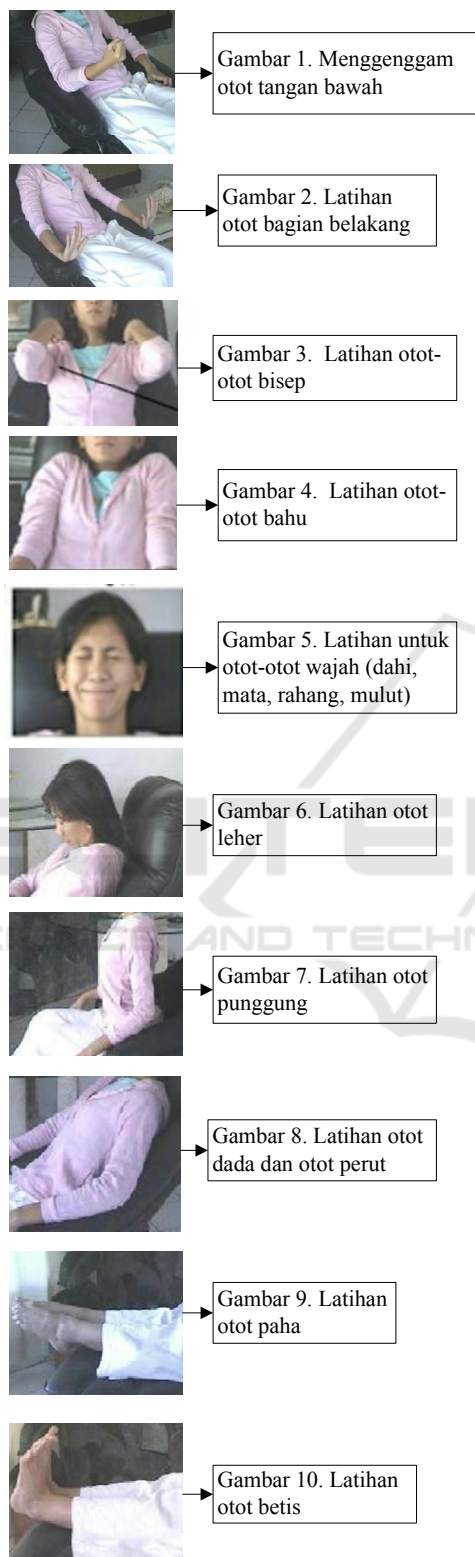 Gambar 1. Menggenggam
otot tangan bawah
Gambar 2. Latihan
otot bagian belakang
Gambar 3. Latihan otot-
otot bisep
Gambar 4. Latihan otot-
otot bahu
Gambar 5. Latihan untuk
otot-otot wajah (dahi,
mata, rahang, mulut)
Gambar 6. Latihan otot
leher
Gambar 7. Latihan otot
punggung
Gambar 8. Latihan otot
dada dan otot perut
Gambar 9. Latihan
otot paha
Gambar 10. Latihan
otot betis